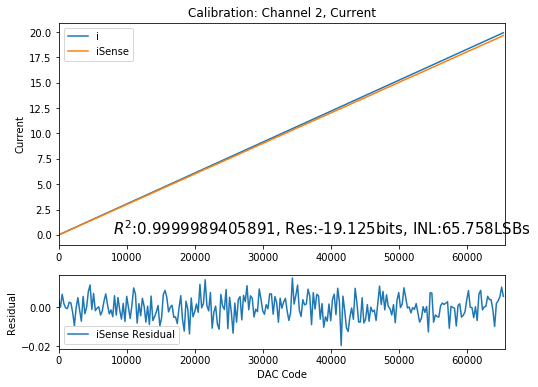 Calibration: Channel 2, Current
20.0
17.5
15.0
12.5
10.0
7.5
5.0
2.5
0.0
Current
i
iSense
R²:0.9999989405891, Res:-19.125bits, INL:65.758LSBs
0 10000 20000 30000 40000 50000 60000
0.00
−0.02
Residual
iSense Residual
0 10000 20000 30000 40000 50000 60000
DAC Code